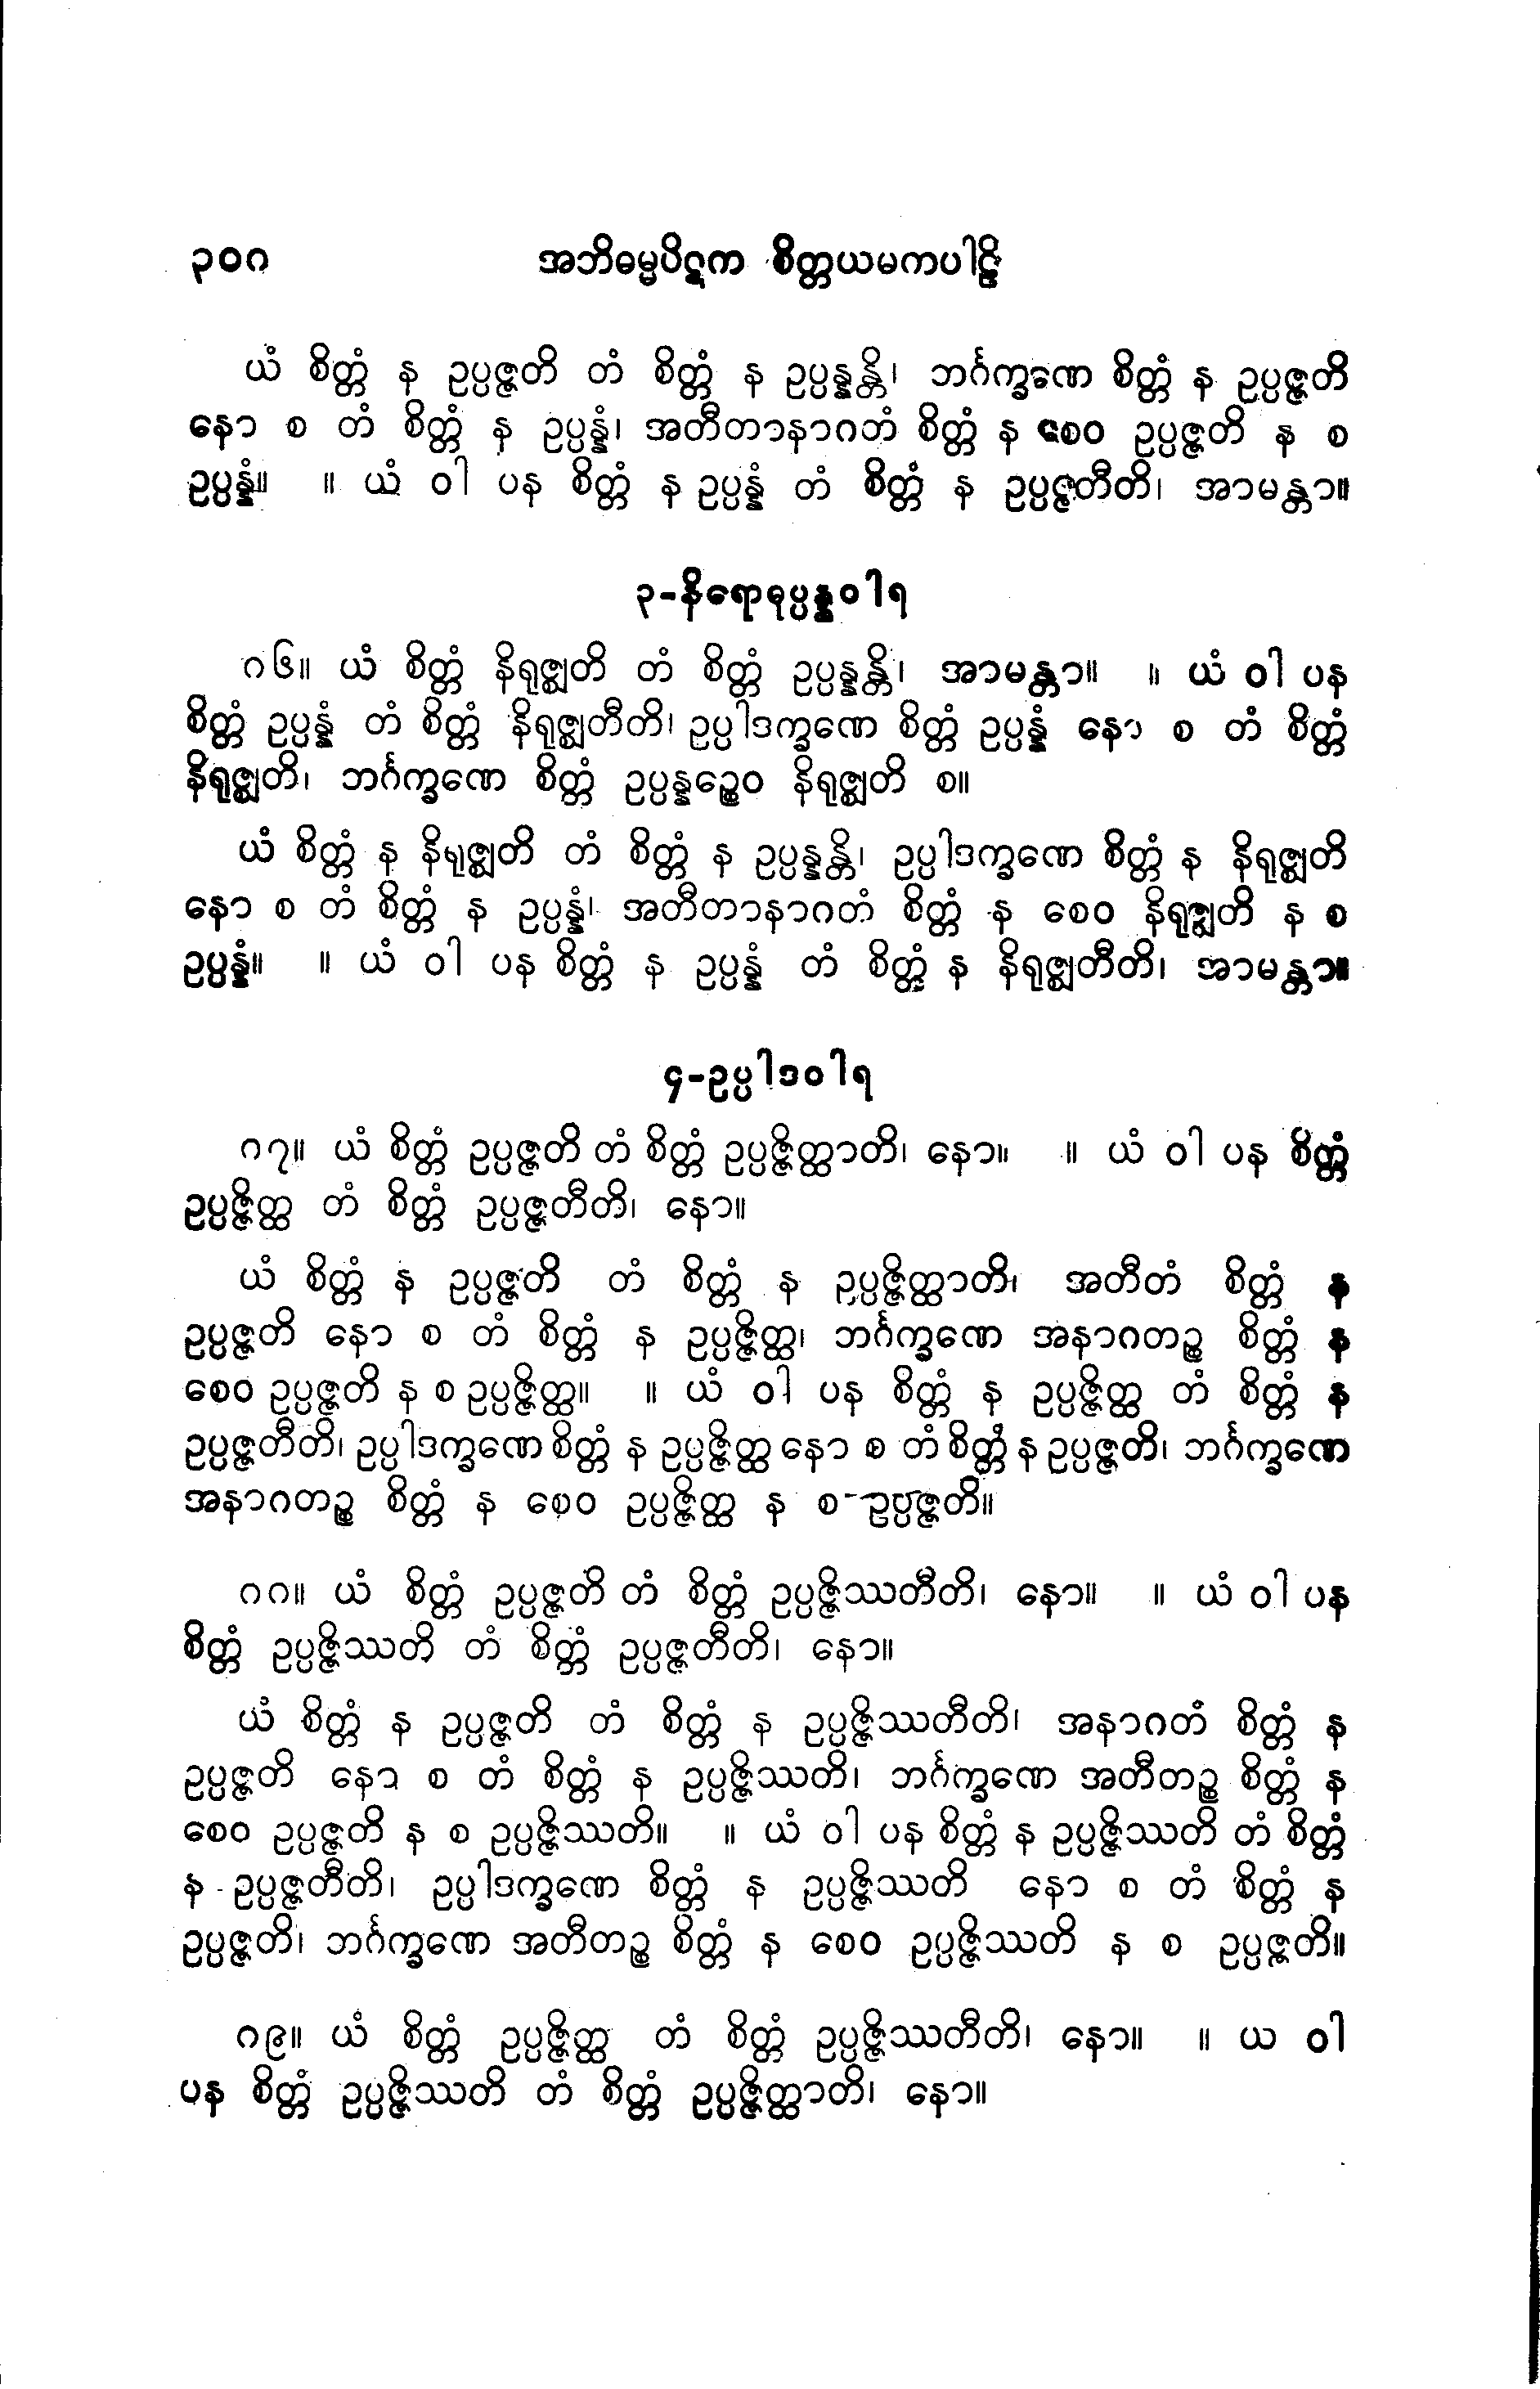 ၃၀၈ အဘိဓမ္မပိဋက စိတ္တယမကပါဠိ
ယံ စိတ္တံ န ဥပ္ပဇ္ဇတိ တံ စိတ္တံ န ဥပ္ပန္နန္တိ၊ ဘင်္ဂက္ခဏေ စိတ္တံ န ဥပ္ပဇ္ဇတိ
နော စ တံ စိတ္တံ န ဥပ္ပန္နံ၊ အတီတာနာဂတံ စိတ္တံ န စေဝ ဥပ္ပဇ္ဇတိ န စ
ဥပ္ပန္နံ။ ။ ယံ ဝါ ပန စိတ္တံ န ဥပ္ပန္နံ တံ စိတ္တံ န ဥပ္ပဇ္ဇတီတိ၊ အာမန္တာ။
၃-နိရောဓုပ္ပန္နဝါရ
ဂ၆။ ယံ စိတ္တံ နိရုဇ္ဈတိ တံ စိတ္တံ ဥပ္ပန္နန္တိ၊ အာမန္တာ။ ။ ယံ ဝါ ပန
စိတ္တံ ဥပ္ပန္နံ တံ စိတ္တံ နိရုဇ္ဈတီတိ၊ ဥပ္ပါဒက္ခဏေ စိတ္တံ ဥပ္ပန္နံ နော စ တံ စိတ္တံ
နိရုဇ္ဈတိ၊ ဘင်္ဂက္ခဏေ စိတ္တံ ဥပ္ပန္နဉ္စေဝ နိရုဇ္ဈတိ စ။
ယံ စိတ္တံ န နိရုဇ္ဈတိ တံ စိတ္တံ န ဥပ္ပန္နန္တိ၊ ဥပ္ပါဒက္ခဏေ စိတ္တံ န နိရုဇ္ဈတိ
နော စ တံ စိတ္တံ န ဥပ္ပန္နံ၊ အတီတာနာဂတံ စိတ္တံ န စေဝ နိရုဇ္ဈတိ န စ
ဥပ္ပန္နံ။ ။ ယံ ဝါ ပန စိတ္တံ န ဥပ္ပန္နံ တံ စိတ္တံ န နိရုဇ္ဈတီတိ၊ အာမန္တာ။
၄-ဥပ္ပါဒဝါရ
ဂ၇။ ယံ စိတ္တံ ဥပ္ပဇ္ဇတိ တံ စိတ္တံ ဥပ္ပဇ္ဇိတ္ထာတိ၊ နော။ ။ ယံ ဝါ ပန စိတ္တံ
ဥပ္ပဇ္ဇိတ္ထ တံ စိတ္တံ ဥပ္ပဇ္ဇတီတိ၊ နော။
ယံ စိတ္တံ န ဥပ္ပဇ္ဇတိ တံ စိတ္တံ န ဥပ္ပဇ္ဇိတ္ထာတိ၊ အတီတံ စိတ္တံ န
ဥပ္ပဇ္ဇတိ နော စ တံ စိတ္တံ န ဥပ္ပဇ္ဇိတ္ထ၊ ဘင်္ဂက္ခဏေ အနာဂတဉ္စ စိတ္တံ န
စေဝ ဥပ္ပဇ္ဇတိ န စ ဥပ္ပဇ္ဇိတ္ထ။ ။ ယံ ဝါ ပန စိတ္တံ န ဥပ္ပဇ္ဇိတ္ထ တံ စိတ္တံ န
ဥပ္ပဇ္ဇတီတိ၊ ဥပ္ပါဒက္ခဏေ စိတ္တံ န ဥပ္ပဇ္ဇိတ္ထ နော စ တံ စိတ္တံ န ဥပ္ပဇ္ဇတိ၊ ဘင်္ဂက္ခဏေ
အနာဂတဉ္စ စိတ္တံ န စေဝ ဥပ္ပဇ္ဇိတ္ထ န စ ဥပ္ပဇ္ဇတိ။
ဂဂ။ ယံ စိတ္တံ ဥပ္ပဇ္ဇတိ တံ စိတ္တံ ဥပ္ပဇ္ဇိဿတီတိ၊ နော။ ။ ယံ ဝါ ပန
စိတ္တံ ဥပ္ပဇ္ဇိဿတိ တံ စိတ္တံ ဥပ္ပဇ္ဇတီတိ၊ နော။
ယံ စိတ္တံ န ဥပ္ပဇ္ဇတိ တံ စိတ္တံ န ဥပ္ပဇ္ဇိဿတီတိ၊ အနာဂတံ စိတ္တံ န
ဥပ္ပဇ္ဇတိ နော စ တံ စိတ္တံ န ဥပ္ပဇ္ဇိဿတိ၊ ဘင်္ဂက္ခဏေ အတီတဉ္စ စိတ္တံ န
စေဝ ဥပ္ပဇ္ဇတိ န စ ဥပ္ပဇ္ဇိဿတိ။ ။ ယံ ဝါ ပန စိတ္တံ န ဥပ္ပဇ္ဇိဿတိ တံ စိတ္တံ
န ဥပ္ပဇ္ဇတီတိ၊ ဥပ္ပါဒက္ခဏေ စိတ္တံ န ဥပ္ပဇ္ဇိဿတိ နော စ တံ စိတ္တံ န
ဥပ္ပဇ္ဇတိ၊ ဘင်္ဂက္ခဏေ အတီတဉ္စ စိတ္တံ န စေဝ ဥပ္ပဇ္ဇိဿတိ န စ ဥပ္ပဇ္ဇတိ။
ဂ၉။ ယံ စိတ္တံ ဥပ္ပဇ္ဇိတ္ထ တံ စိတ္တံ ဥပ္ပဇ္ဇိဿတီတိ၊ နော။ ။ ယ ဝါ
ပန စိတ္တံ ဥပ္ပဇ္ဇိဿတိ တံ စိတ္တံ ဥပ္ပဇ္ဇိတ္ထာတိ၊ နော။